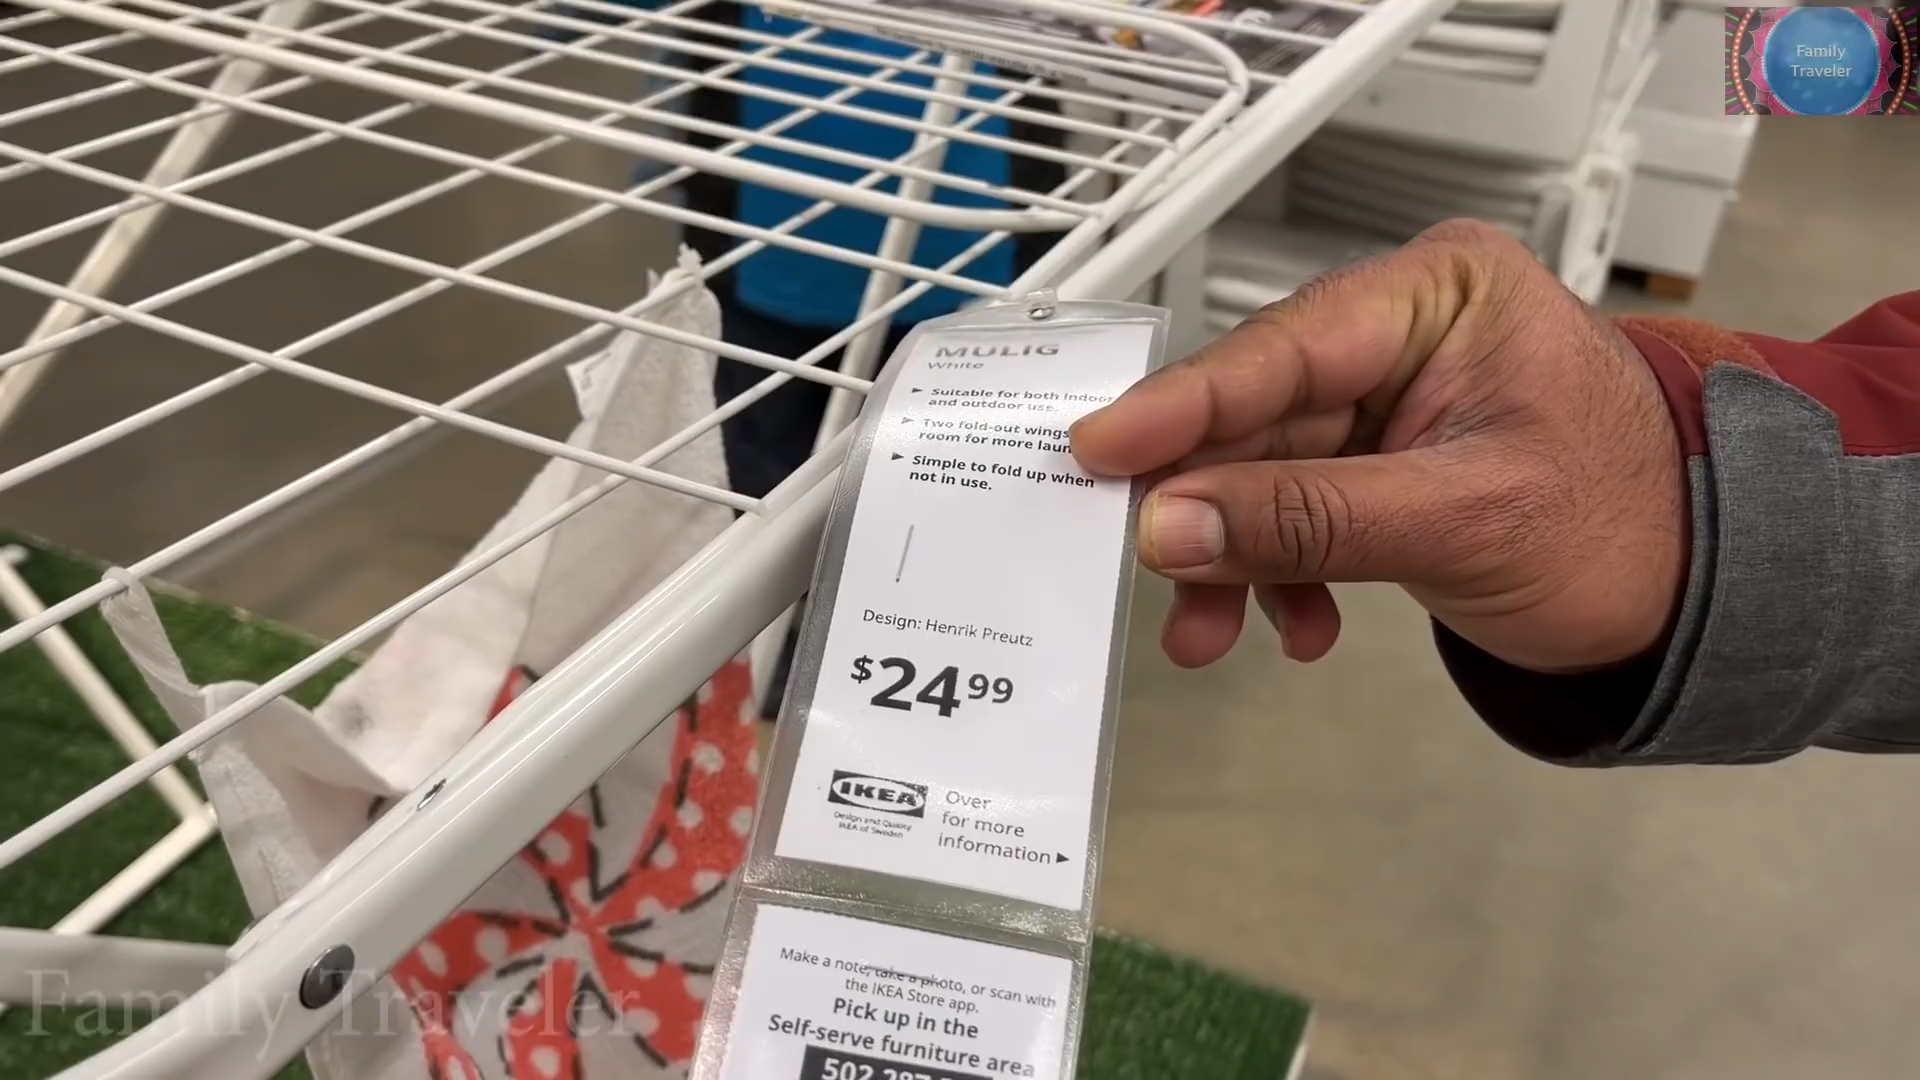 Family
Traveler
MULIG
White
► Suitable for both indoor
and outdoor use.
► Two fold-out wings
room for more
► Simple to fold up when
not in use.
Design: Henrik Preutz
$24.99
IKEA
Design and Quality
IKEA of Sweden
Over
for more
information ►
Make a note, take a photo, or scan with
the IKEA Store app.
Pick up in the
Self-serve furniture area
502.287
Family Traveler